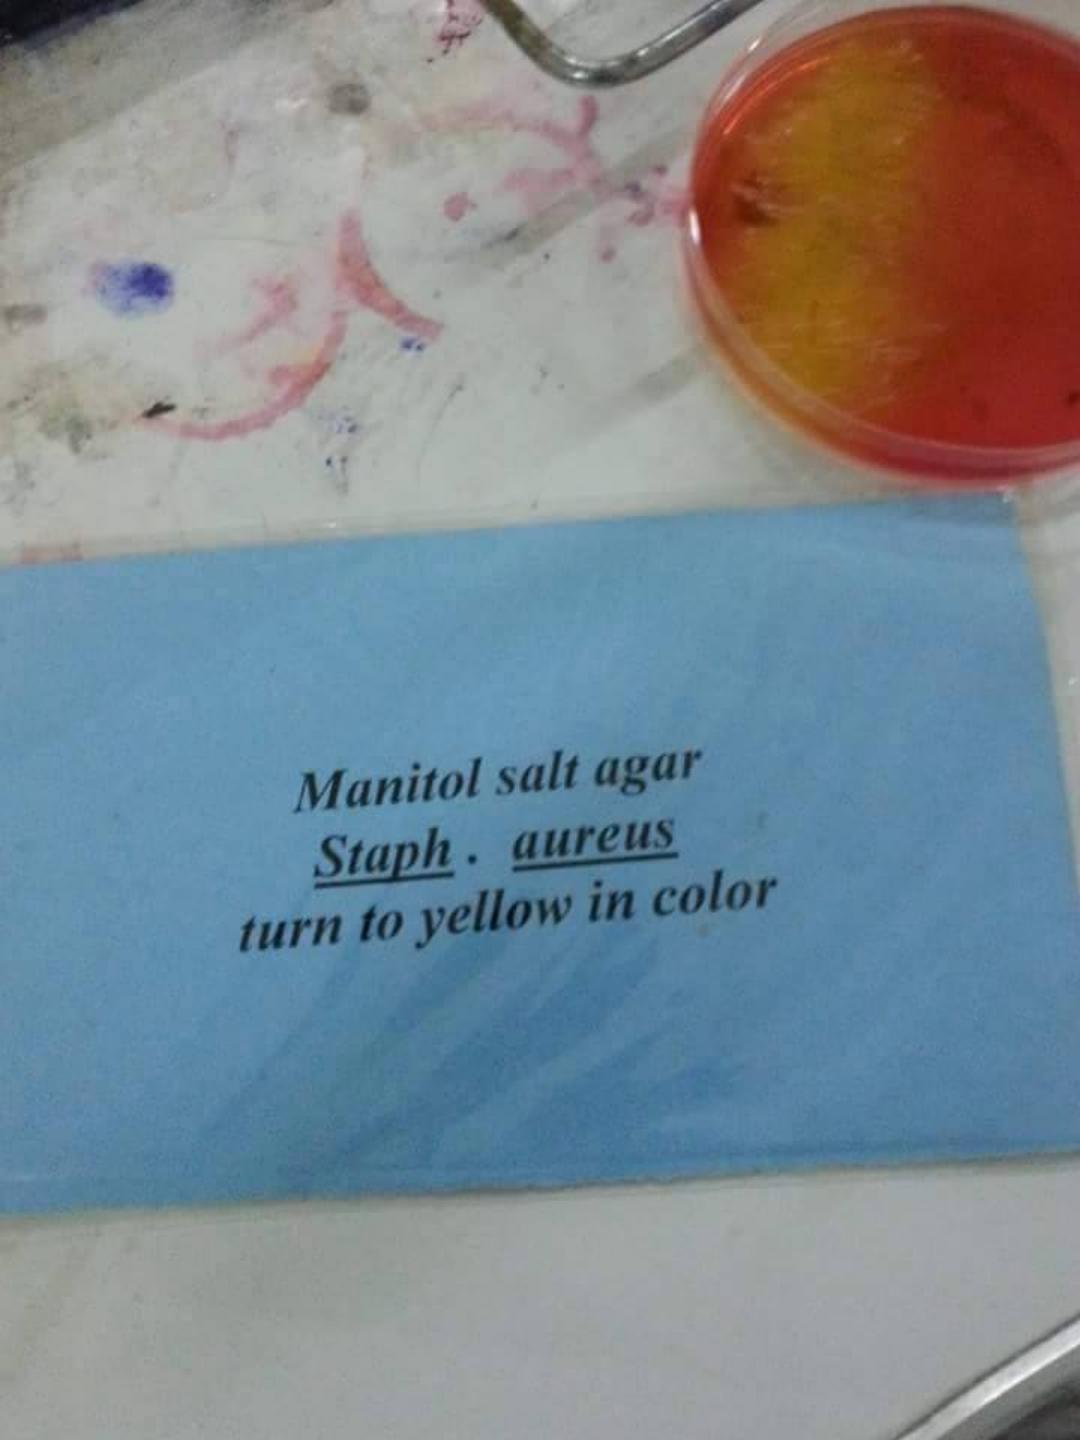 Manitol salt agar
Staph . aureus
turn to yellow in color